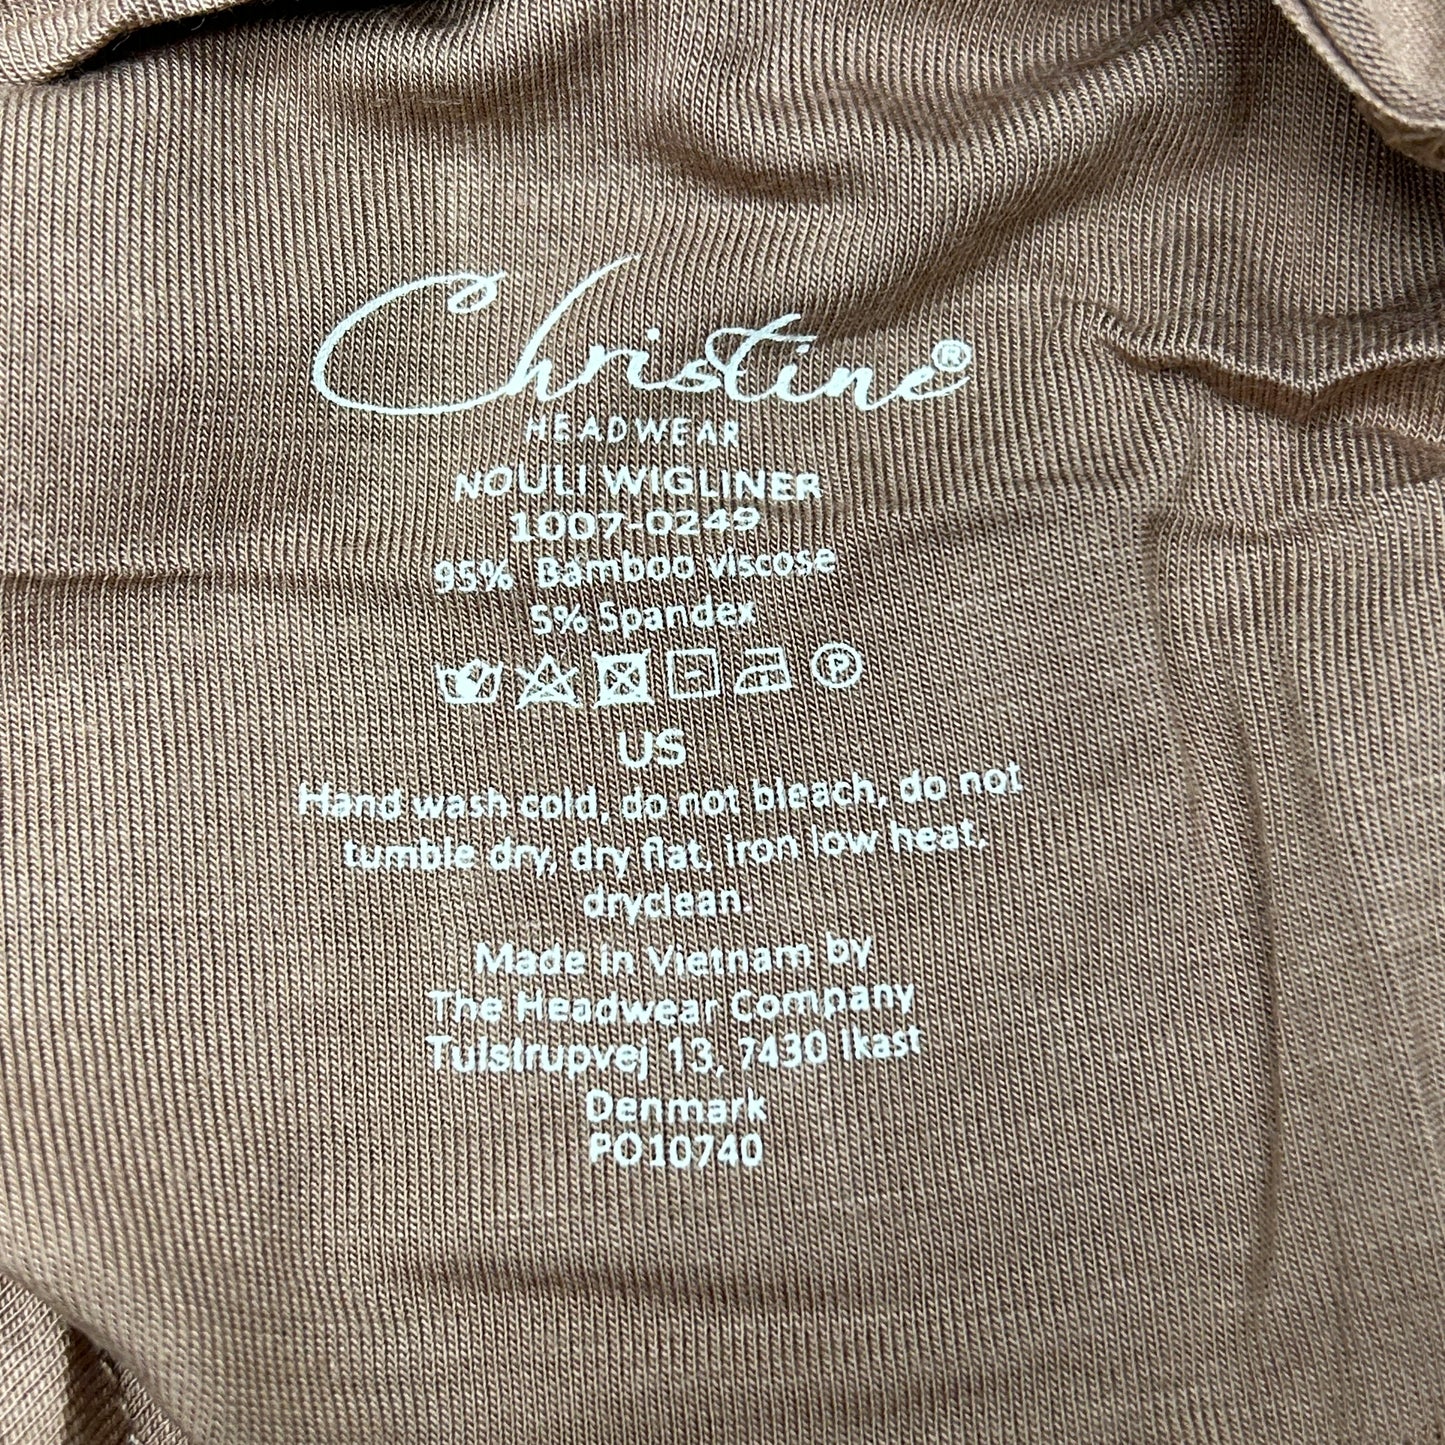 Christine®
HEADWEAR
NOULI WIGLINER
1007-0249
95% Bamboo viscose
5% Spandex
P
US
Hand wash cold, do not bleach, do not
tumble dry, dry flat, iron low heat,
dryclean.
Made in Vietnam by
The Headwear Company
Tulstrupvej 13, 7430 Ikast
Denmark
PO10740